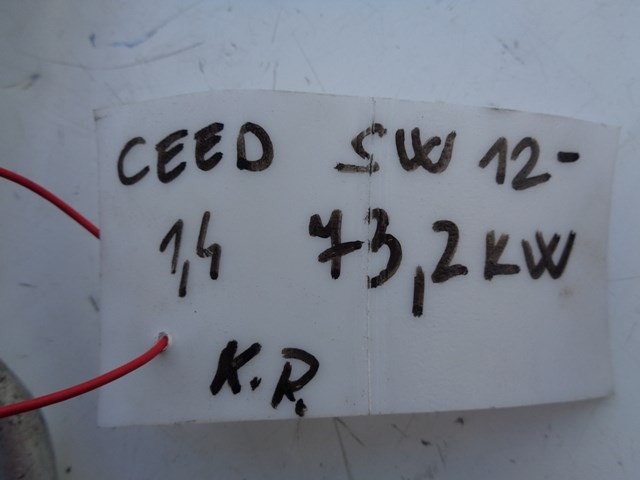 CEED SW 12-
1,4 73,2 KW
K.R.